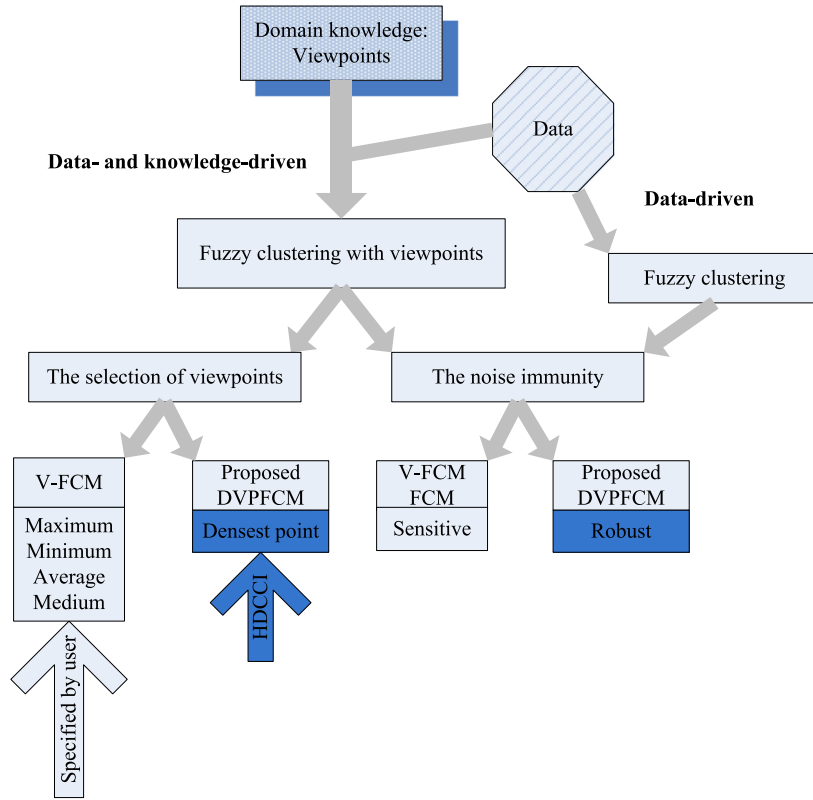 Domain knowledge:
Viewpoints
Data
Data- and knowledge-driven
Data-driven
Fuzzy clustering with viewpoints
Fuzzy clustering
The selection of viewpoints
The noise immunity
V-FCM
Maximum
Minimum
Average
Medium
Proposed
DVPFCM
Densest point
V-FCM
FCM
Sensitive
Proposed
DVPFCM
Robust
HDCCI
Specified by user